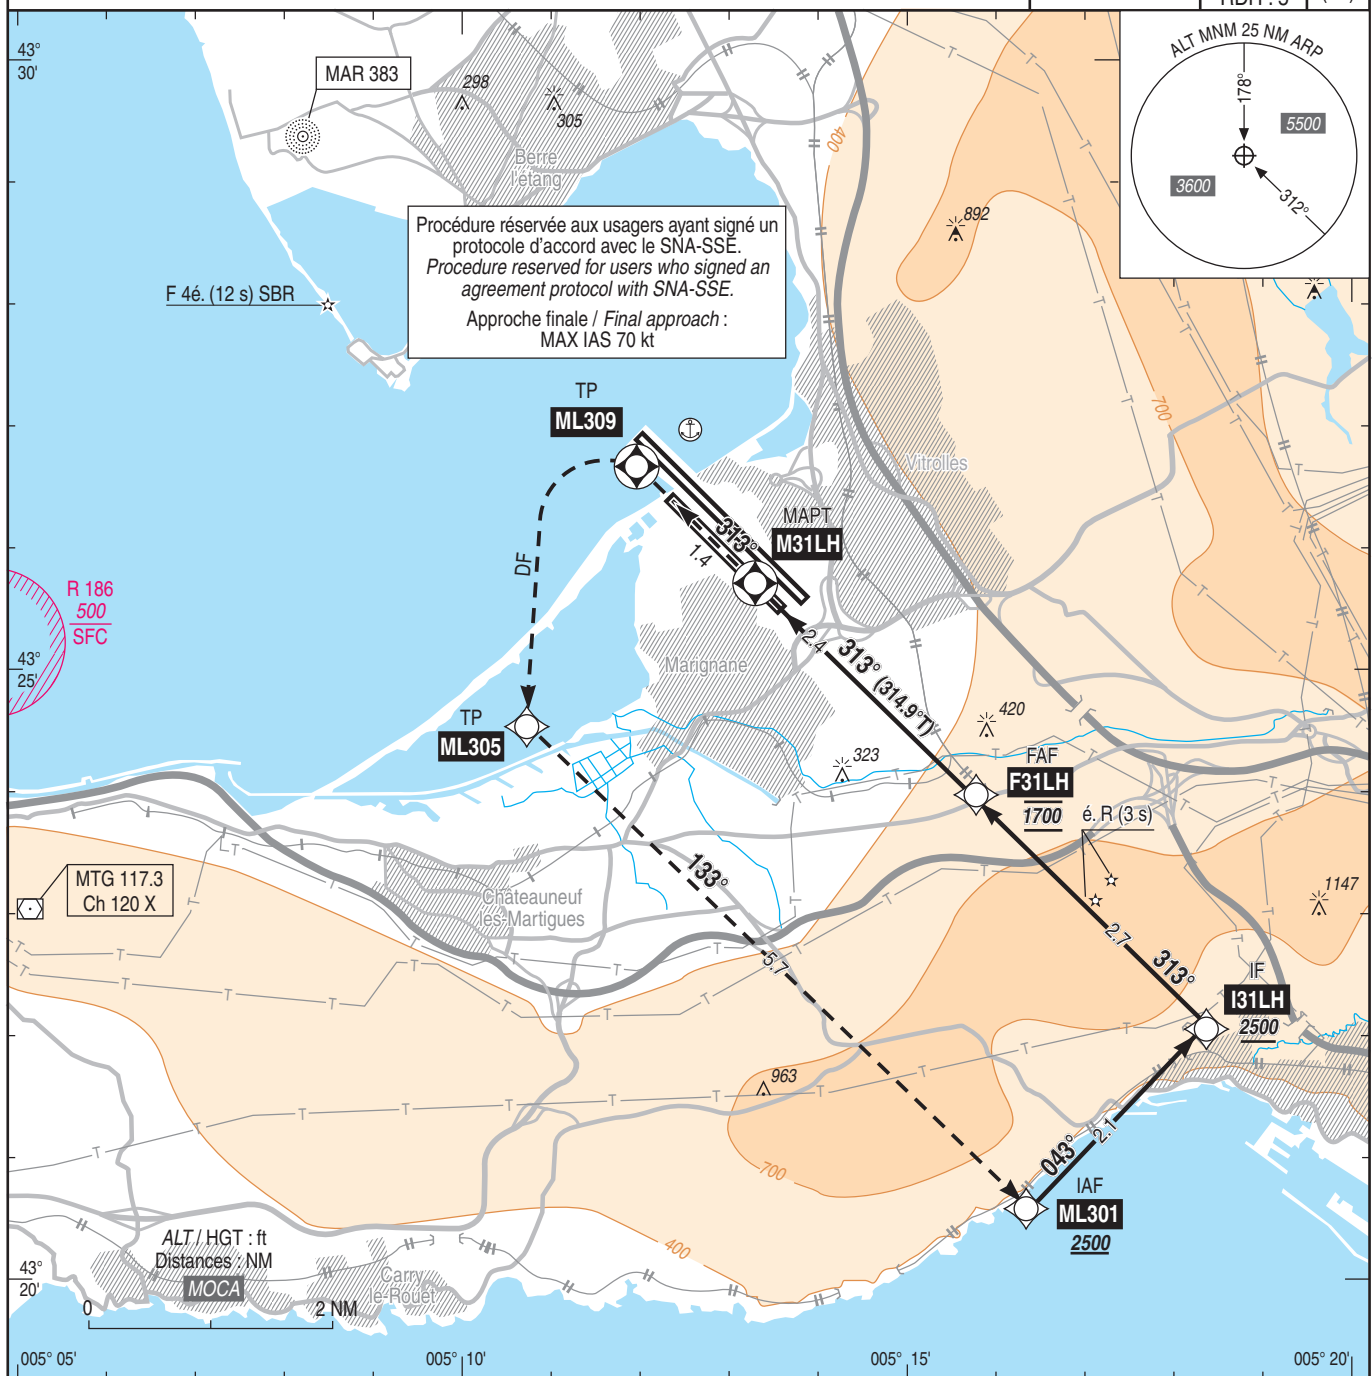 RDH : 5
43°
30'
MAR 383
298
305
Berre
l'étang
400
ALT MNM 25 NM ARP
178°
5500
3600
312°
892
Procédure réservée aux usagers ayant signé un
protocole d'accord avec le SNA-SSE.
Procedure reserved for users who signed an
agreement protocol with SNA-SSE.
Approche finale / Final approach :
MAX IAS 70 kt
F 4é. (12 s) SBR
TP
ML309
700
Vitrolles
MAPT
M31LH
313°
1.4
DF
R 186
500
SFC
43°
25'
2.4
313° (314.9°T)
Marignane
TP
ML305
420
323
FAF
F31LH
1700
é. R (3 s)
MTG 117.3
Ch 120 X
133°
Châteauneuf
les-Martigues
1147
2.7
5.7
313°
IF
I31LH
2500
963
043°
2.1
700
IAF
ML301
2500
400
ALT / HGT : ft
Distances : NM
MOCA
43°
20'
Carry
le-Rouet
0
2 NM
005° 05'
005° 10'
005° 15'
005° 20'